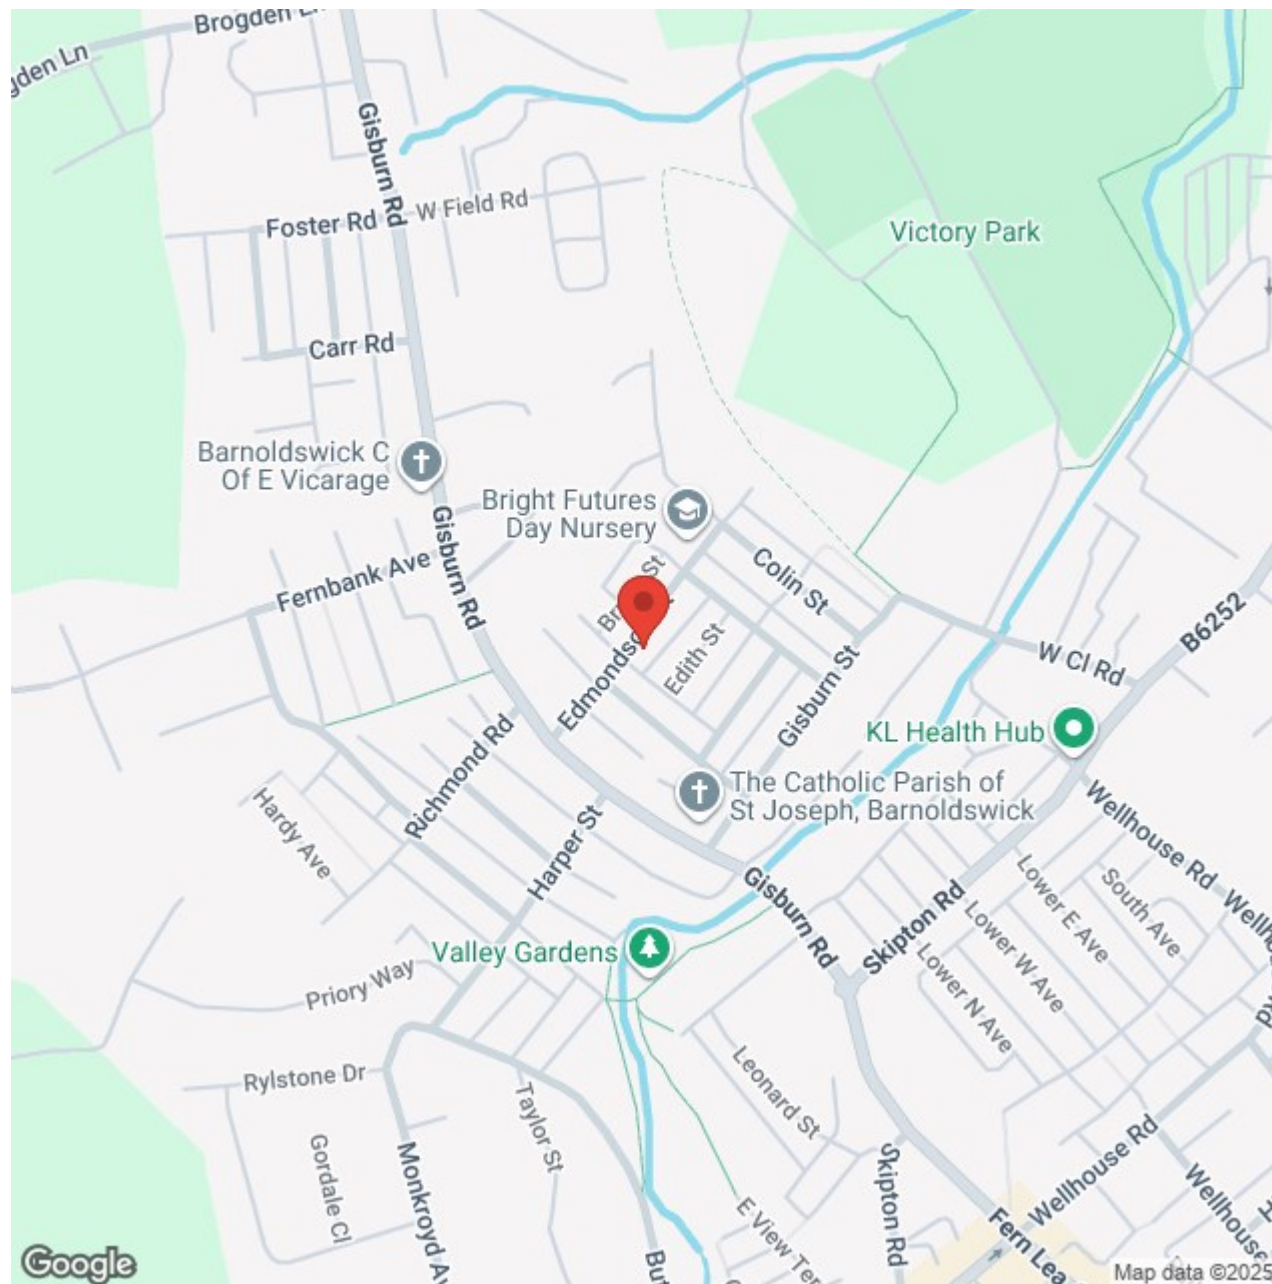 Brogden Ln
gden Ln
Gisburn Rd
Foster Rd
W Field Rd
Victory Park
Carr Rd
Barnoldswick C
Of E Vicarage
Bright Futures
Day Nursery
Gisburn Rd
Fernbank Ave
Colin St
Edmondso
Edith St
Gisburn St
W Cl Rd
B6252
KL Health Hub
Richmond Rd
The Catholic Parish of
St Joseph, Barnoldswick
Hardy Ave
Harper St
Wellhouse Rd
Gisburn Rd
Skipton Rd
Lower E Ave
South Ave
Lower W Ave
Lower N Ave
Valley Gardens
Priory Way
Rylstone Dr
Leonard St
Taylor St
Gordale Cl
Monkroyd Av
Skipton Rd
Wellhouse Rd
Wellhouse
E View Ter
Fern Lea
But
Google
Map data ©2025